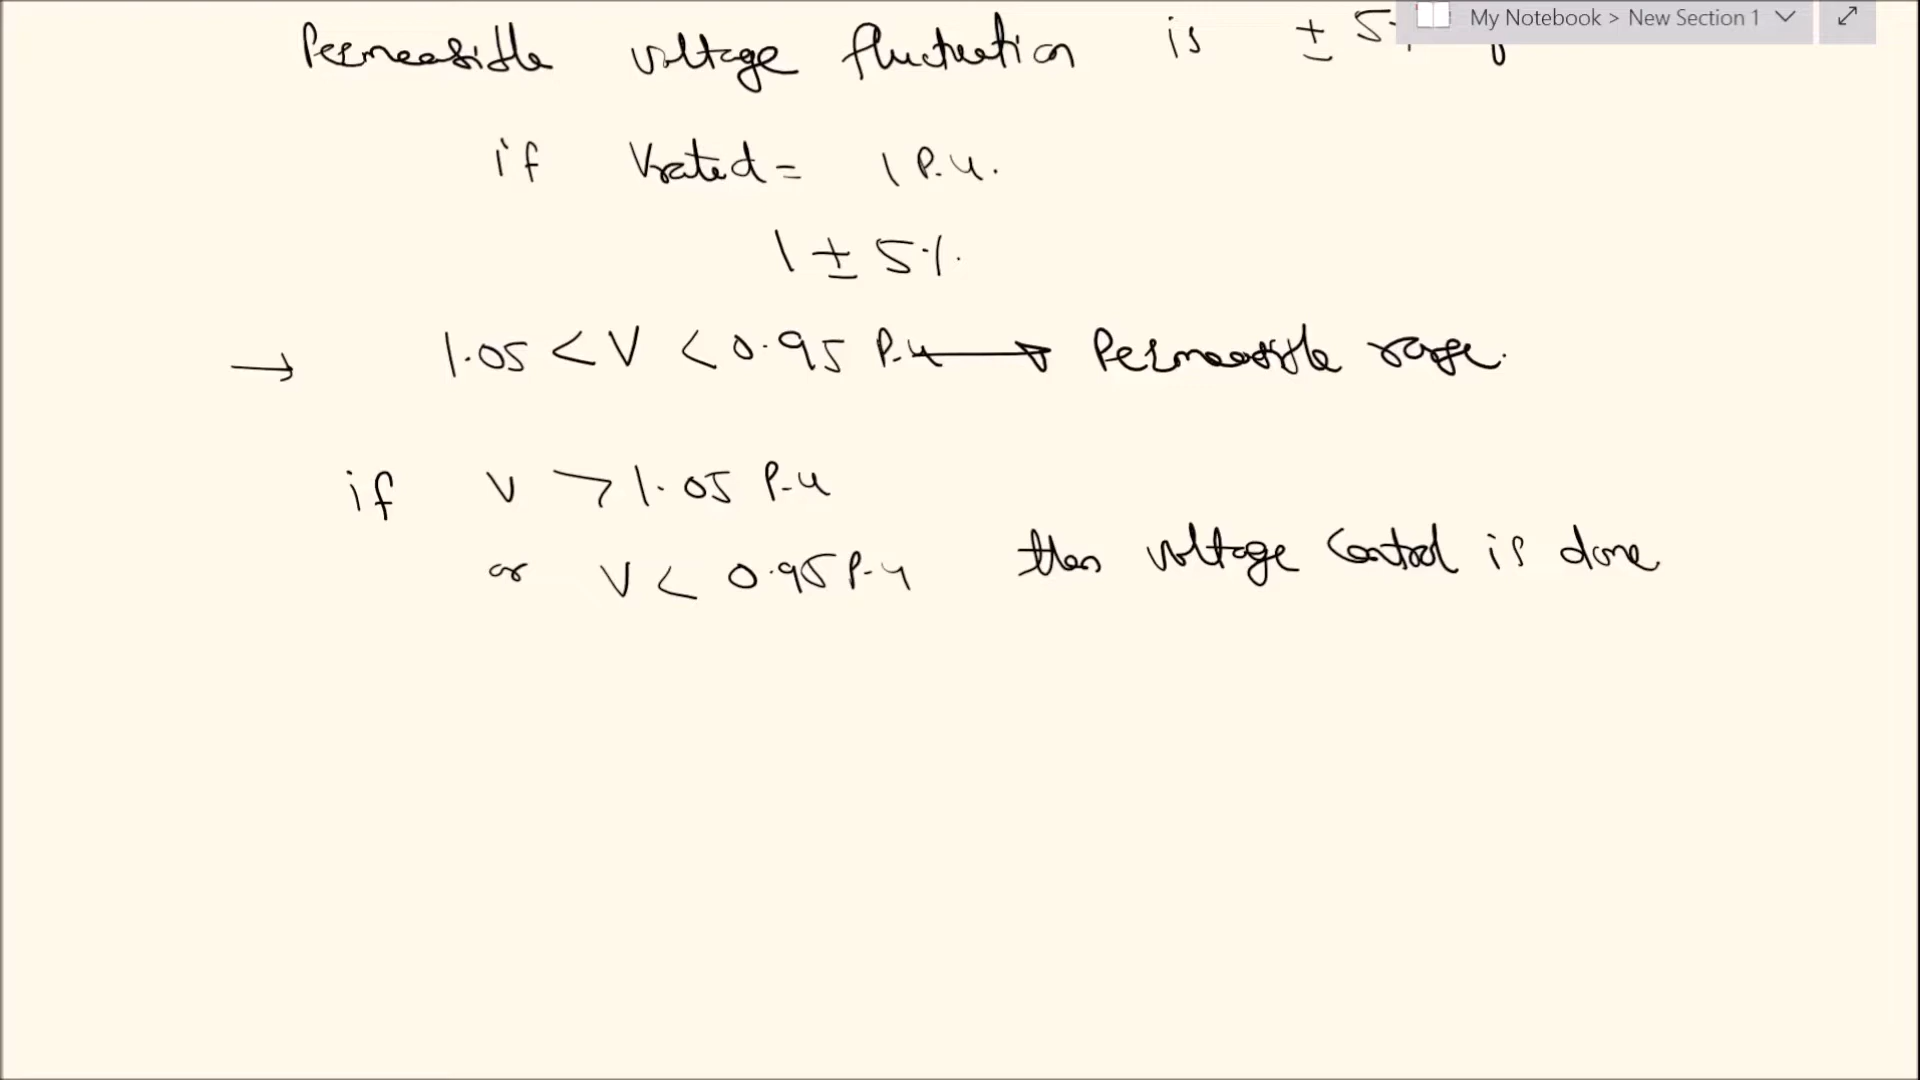 My Notebook > New Section 1
Permeasible voltage fluctuation is ± 5%
if Vrated = 1 P.u.
1 ± 5%.
→ 1.05 < V < 0.95 P.u → Permeasible range.
if V > 1.05 P.u
or V < 0.95 P.u then voltage control is done